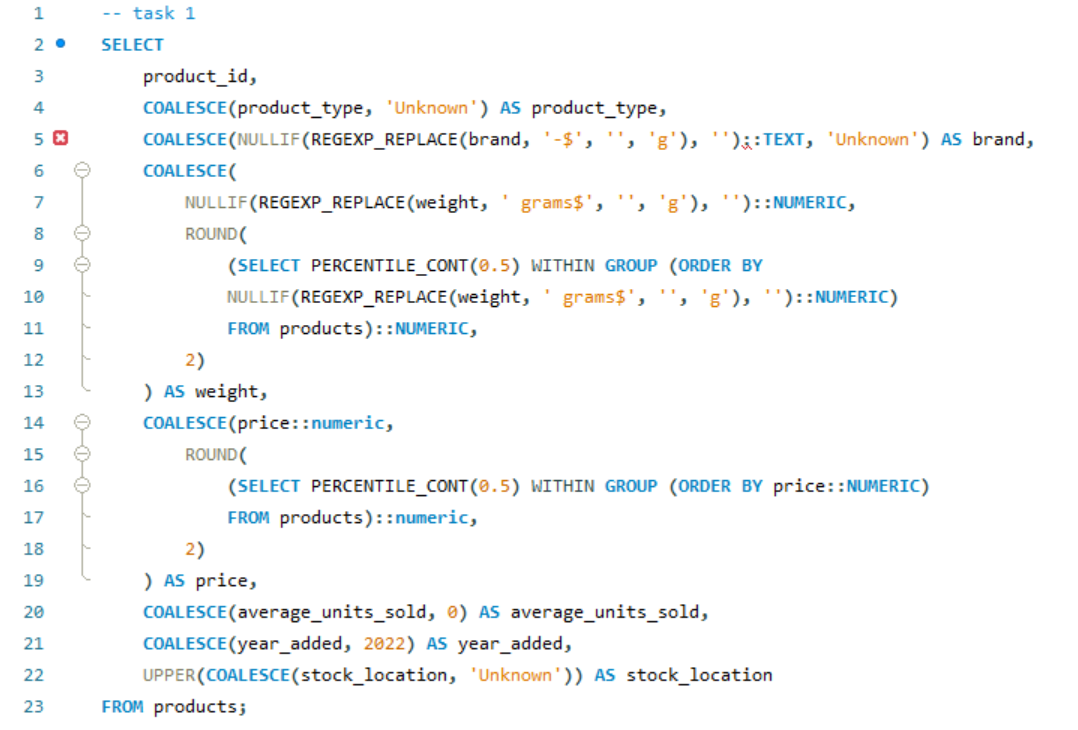 1 -- task 1
2 SELECT
3 product_id,
4 COALESCE(product_type, 'Unknown') AS product_type,
5 COALESCE(NULLIF(REGEXP_REPLACE(brand, '-$', '', 'g'), '')::TEXT, 'Unknown') AS brand,
6 COALESCE(
7 NULLIF(REGEXP_REPLACE(weight, ' grams$', '', 'g'), '')::NUMERIC,
8 ROUND(
9 (SELECT PERCENTILE_CONT(0.5) WITHIN GROUP (ORDER BY
10 NULLIF(REGEXP_REPLACE(weight, ' grams$', '', 'g'), '')::NUMERIC)
11 FROM products)::NUMERIC,
12 2)
13 ) AS weight,
14 COALESCE(price::numeric,
15 ROUND(
16 (SELECT PERCENTILE_CONT(0.5) WITHIN GROUP (ORDER BY price::NUMERIC)
17 FROM products)::numeric,
18 2)
19 ) AS price,
20 COALESCE(average_units_sold, 0) AS average_units_sold,
21 COALESCE(year_added, 2022) AS year_added,
22 UPPER(COALESCE(stock_location, 'Unknown')) AS stock_location
23 FROM products;